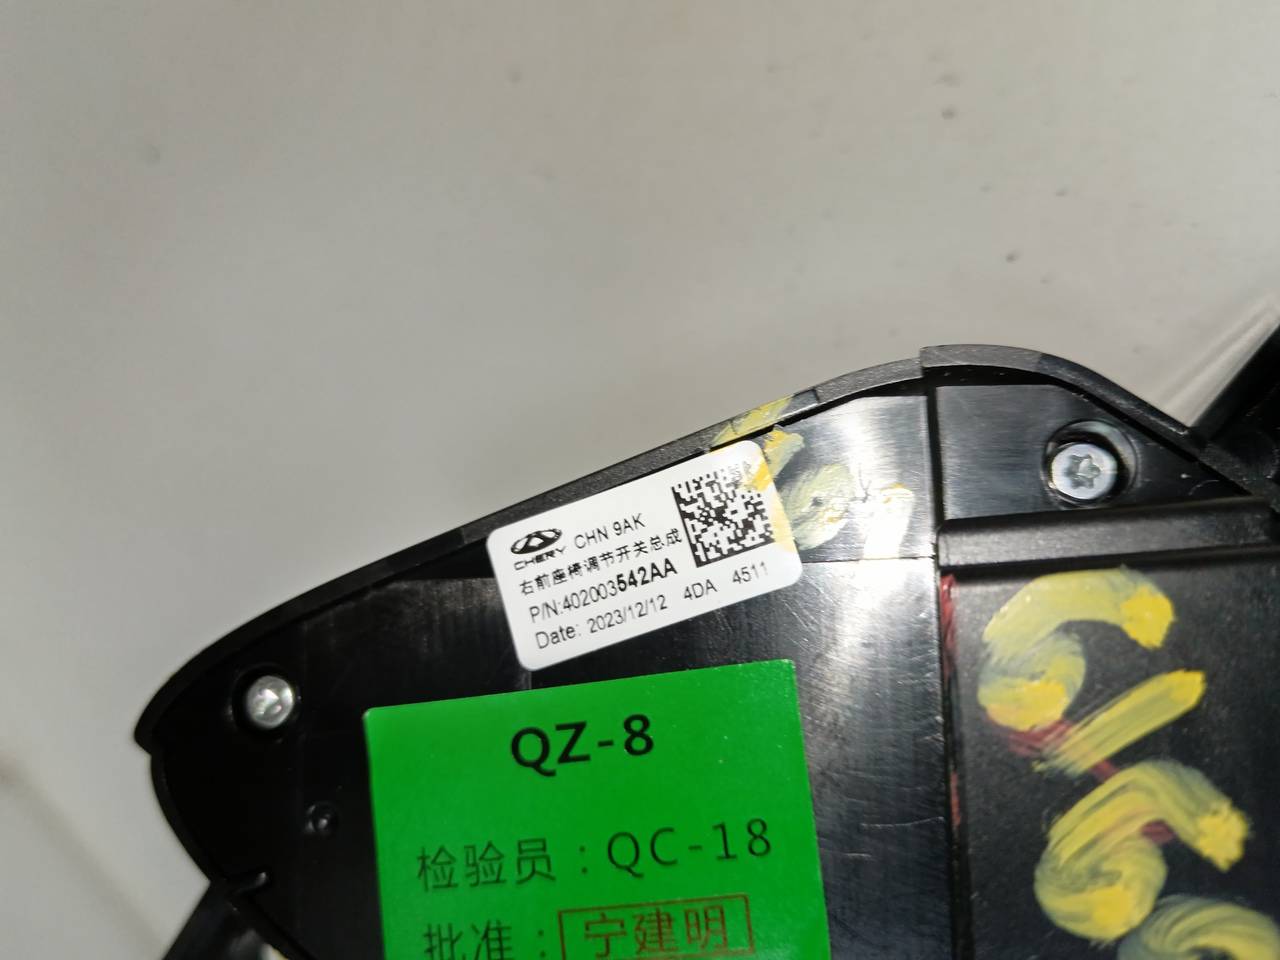 CHERY CHN 9AK
右前座椅调节开关总成
P/N:402003542AA
Date: 2023/12/12 4DA 4511
QZ-8
检验员：QC-18
批准：宁建明